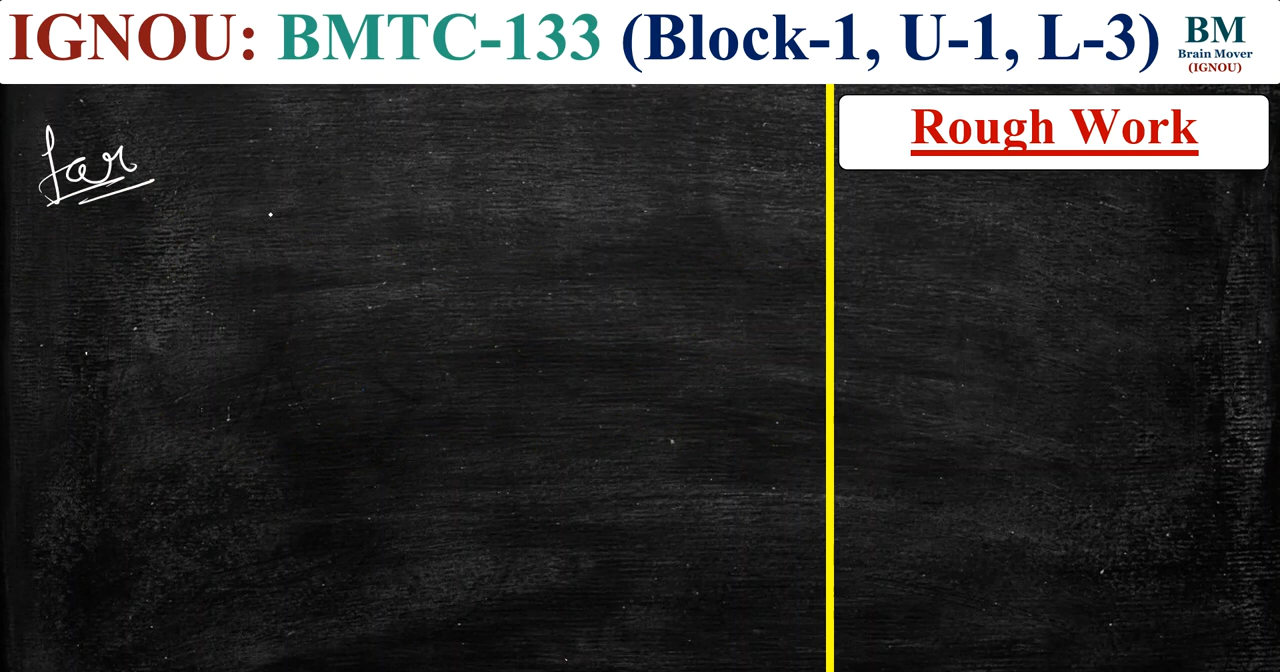 IGNOU: BMTC-133 (Block-1, U-1, L-3)
BM
Brain Mover
(IGNOU)
Rough Work